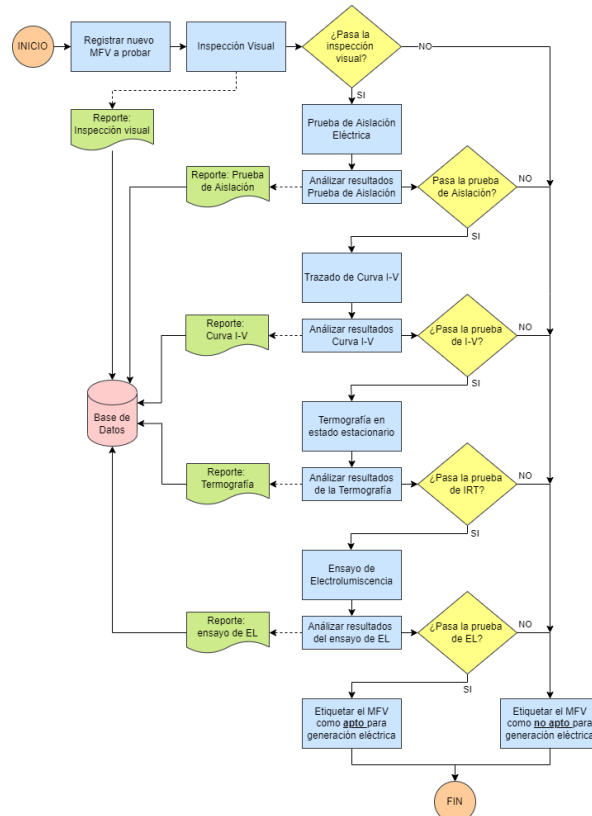 INICIO
Registrar nuevo
MFV a probar
Inspección Visual
¿Pasa la
inspección
visual?
NO
SI
Reporte:
Inspección visual
Prueba de Aislación
Eléctrica
Reporte: Prueba
de Aislación
Análizar resultados
Prueba de Aislación
Pasa la prueba
de Aislación?
NO
SI
Trazado de Curva I-V
Reporte:
Curva I-V
Análizar resultados
Curva I-V
¿Pasa la prueba
de I-V?
NO
SI
Base de
Datos
Termografía en
estado estacionario
Reporte:
Termografía
Análizar resultados
de la Termografía
¿Pasa la prueba
de IRT?
NO
SI
Ensayo de
Electrolumiscencia
Reporte:
ensayo de EL
Análizar resultados
del ensayo de EL
¿Pasa la prueba
de EL?
NO
SI
Etiquetar el MFV
como apto para
generación eléctrica
Etiquetar el MFV
como no apto para
generación eléctrica
FIN